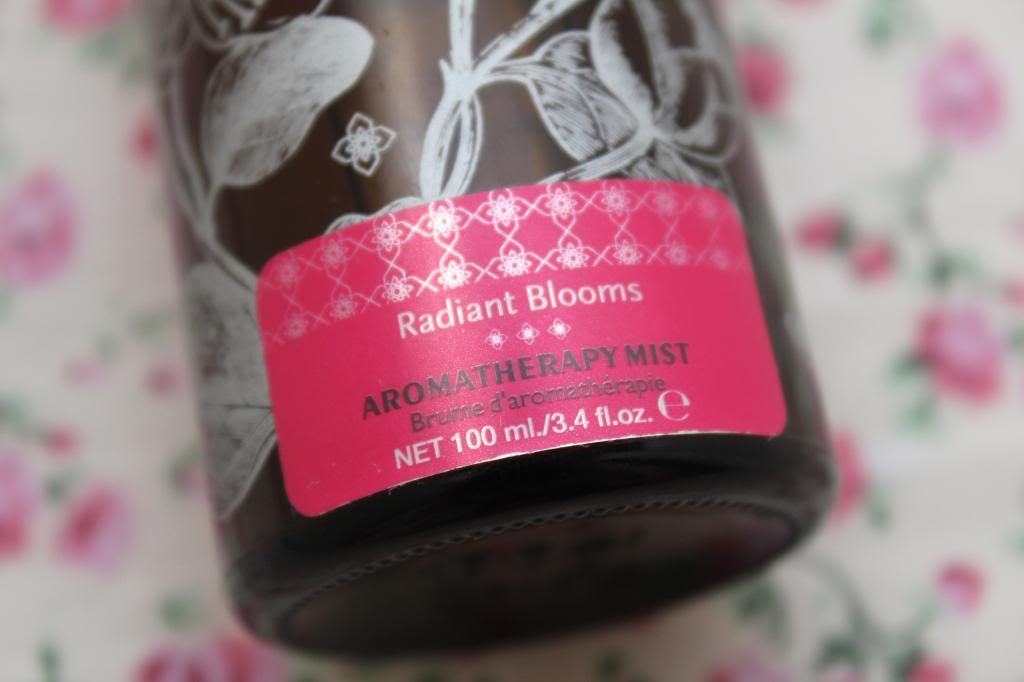 Radiant Blooms
AROMATHERAPY MIST
Brume d'aromathérapie
NET 100 ml./3.4 fl.oz. ℮